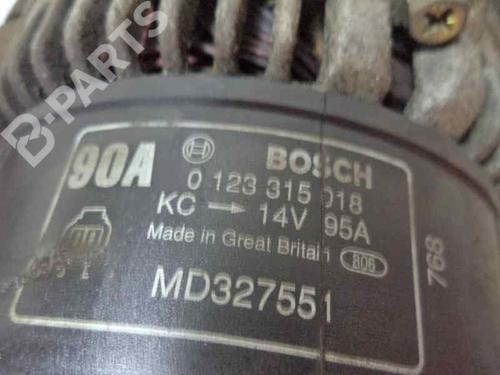 B-PARTS
90A BOSCH
0 123 315 018
KC → 14V 95A
Made in Great Britain 806
MD327551
768